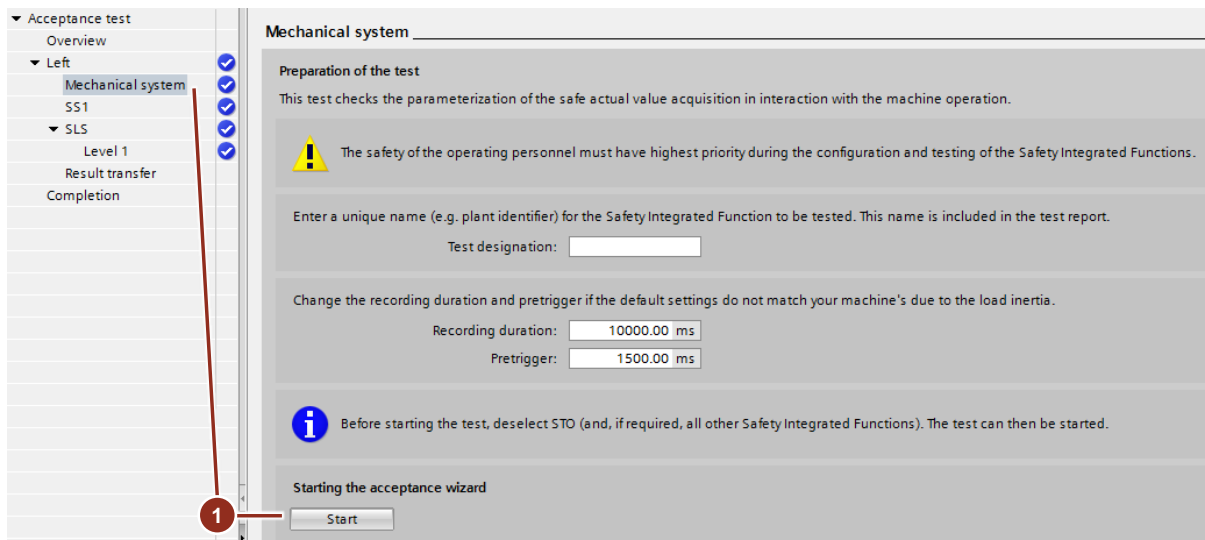 Acceptance test
Overview
Left
Mechanical system
SS1
SLS
Level 1
Result transfer
Completion
Mechanical system
Preparation of the test
This test checks the parameterization of the safe actual value acquisition in interaction with the machine operation.
The safety of the operating personnel must have highest priority during the configuration and testing of the Safety Integrated Functions.
Enter a unique name (e.g. plant identifier) for the Safety Integrated Function to be tested. This name is included in the test report.
Test designation:
Change the recording duration and pretrigger if the default settings do not match your machine's due to the load inertia.
Recording duration: 10000.00 ms
Pretrigger: 1500.00 ms
Before starting the test, deselect STO (and, if required, all other Safety Integrated Functions). The test can then be started.
Starting the acceptance wizard
1
Start